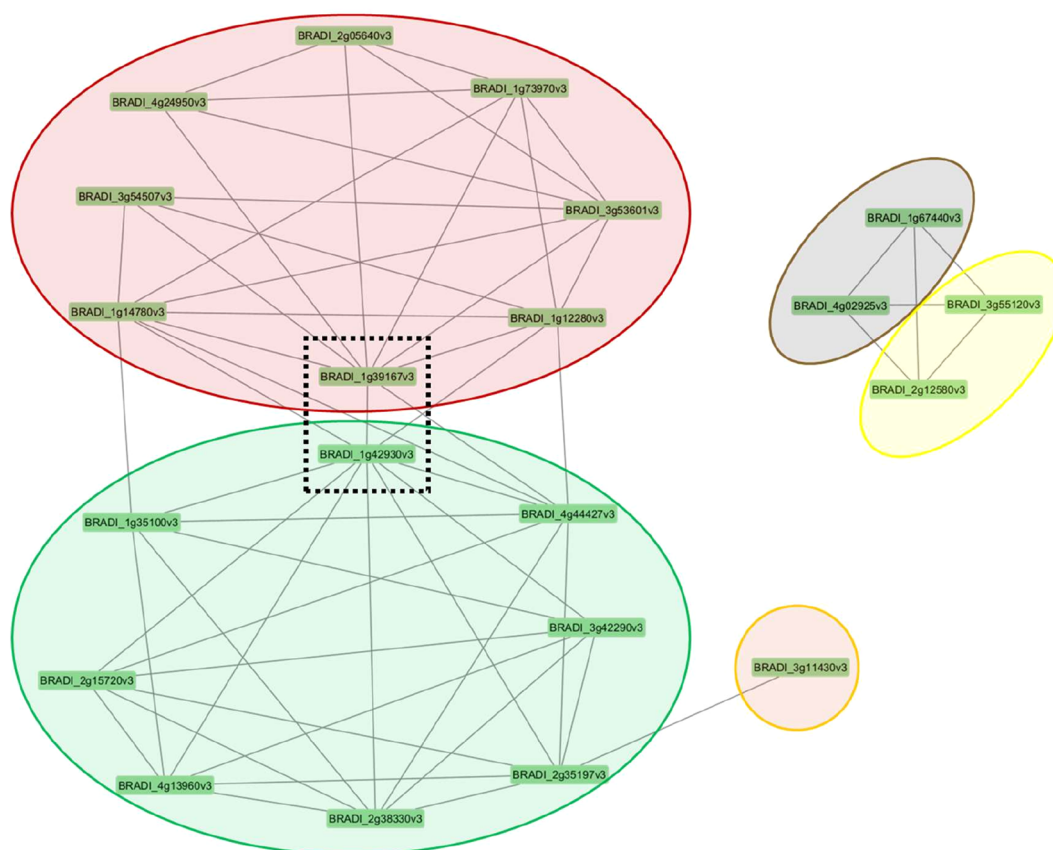 BRADI_2g05640v3
BRADI_1g73970v3
BRADI_4g24950v3
BRADI_3g54507v3
BRADI_3g53601v3
BRADI_1g67440v3
BRADI_1g14780v3
BRADI_1g12280v3
BRADI_4g02925v3
BRADI_3g55120v3
BRADI_1g39167v3
BRADI_2g12580v3
BRADI_1g42930v3
BRADI_1g35100v3
BRADI_4g44427v3
BRADI_3g42290v3
BRADI_3g11430v3
BRADI_2g15720v3
BRADI_4g13960v3
BRADI_2g35197v3
BRADI_2g38330v3